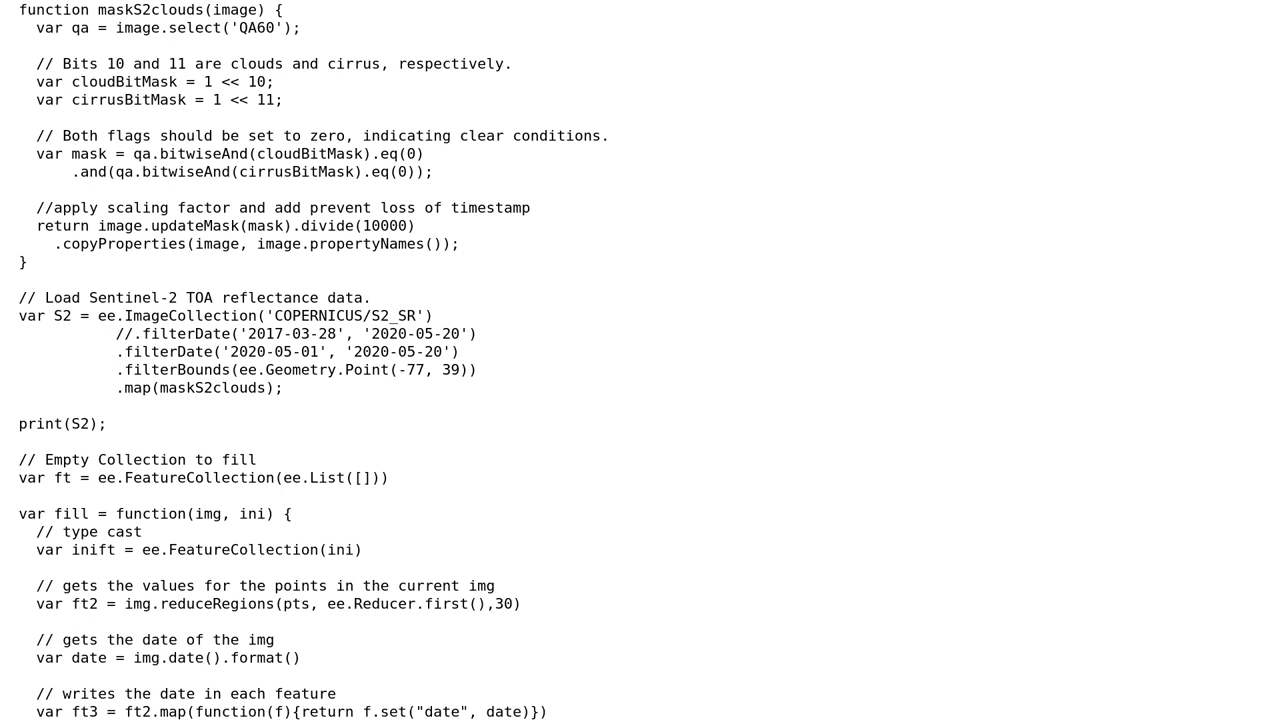 function maskS2clouds(image) {
  var qa = image.select('QA60');

  // Bits 10 and 11 are clouds and cirrus, respectively.
  var cloudBitMask = 1 << 10;
  var cirrusBitMask = 1 << 11;

  // Both flags should be set to zero, indicating clear conditions.
  var mask = qa.bitwiseAnd(cloudBitMask).eq(0)
      .and(qa.bitwiseAnd(cirrusBitMask).eq(0));

  //apply scaling factor and add prevent loss of timestamp
  return image.updateMask(mask).divide(10000)
    .copyProperties(image, image.propertyNames());
}

// Load Sentinel-2 TOA reflectance data.
var S2 = ee.ImageCollection('COPERNICUS/S2_SR')
           //.filterDate('2017-03-28', '2020-05-20')
           .filterDate('2020-05-01', '2020-05-20')
           .filterBounds(ee.Geometry.Point(-77, 39))
           .map(maskS2clouds);

print(S2);

// Empty Collection to fill
var ft = ee.FeatureCollection(ee.List([]))

var fill = function(img, ini) {
  // type cast
  var inift = ee.FeatureCollection(ini)

  // gets the values for the points in the current img
  var ft2 = img.reduceRegions(pts, ee.Reducer.first(),30)

  // gets the date of the img
  var date = img.date().format()

  // writes the date in each feature
  var ft3 = ft2.map(function(f){return f.set("date", date)})